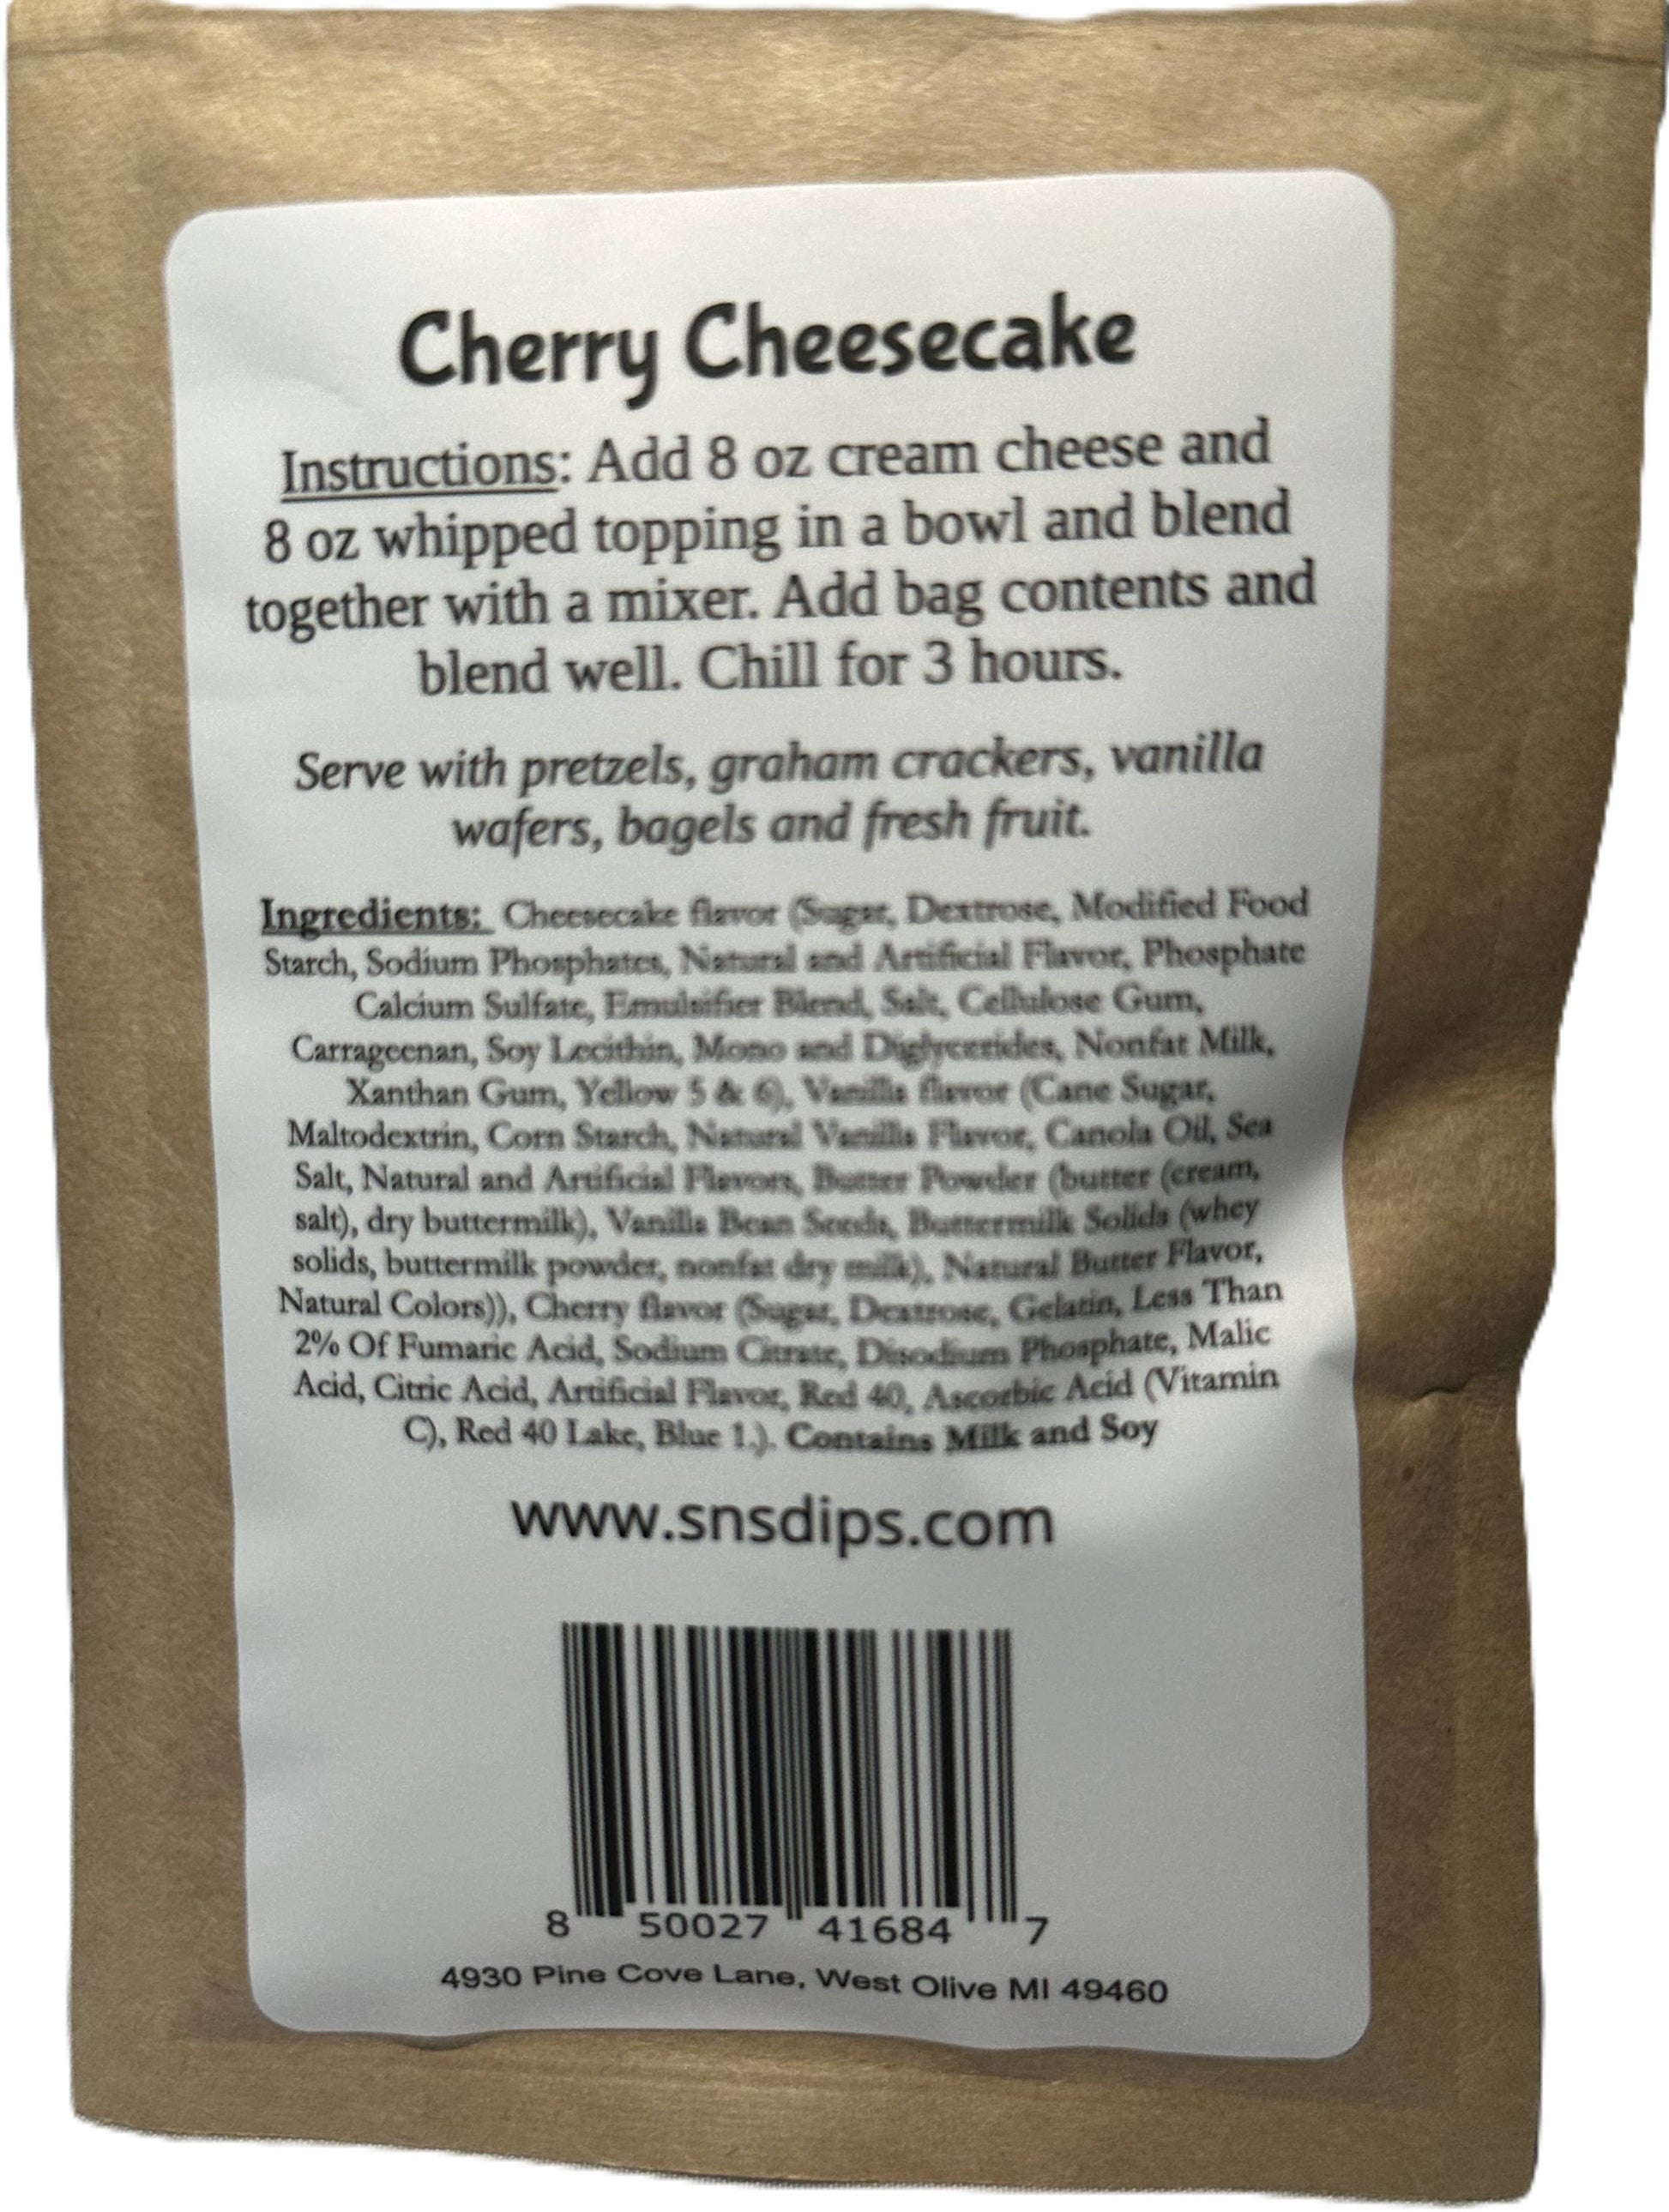 Cherry Cheesecake
Instructions: Add 8 oz cream cheese and
8 oz whipped topping in a bowl and blend
together with a mixer. Add bag contents and
blend well. Chill for 3 hours.
Serve with pretzels, graham crackers, vanilla
wafers, bagels and fresh fruit.
Ingredients: Cheesecake flavor (Sugar, Dextrose, Modified Food
Starch, Sodium Phosphates, Natural and Artificial Flavor, Phosphate
Calcium Sulfate, Emulsifier Blend, Salt, Cellulose Gum,
Carrageenan, Soy Lecithin, Mono and Diglycerides, Nonfat Milk,
Xanthan Gum, Yellow 5 & 6), Vanilla flavor (Cane Sugar,
Maltodextrin, Corn Starch, Natural Vanilla Flavor, Canola Oil, Sea
Salt, Natural and Artificial Flavors, Butter Powder (butter (cream,
salt), dry buttermilk), Vanilla Bean Seeds, Buttermilk Solids (whey
solids, buttermilk powder, nonfat dry milk), Natural Butter Flavor,
Natural Colors)), Cherry flavor (Sugar, Dextrose, Gelatin, Less Than
2% Of Fumaric Acid, Sodium Citrate, Disodium Phosphate, Malic
Acid, Citric Acid, Artificial Flavor, Red 40, Ascorbic Acid (Vitamin
C), Red 40 Lake, Blue 1.). Contains Milk and Soy
www.snsdips.com
8 50027 41684 7
4930 Pine Cove Lane, West Olive MI 49460